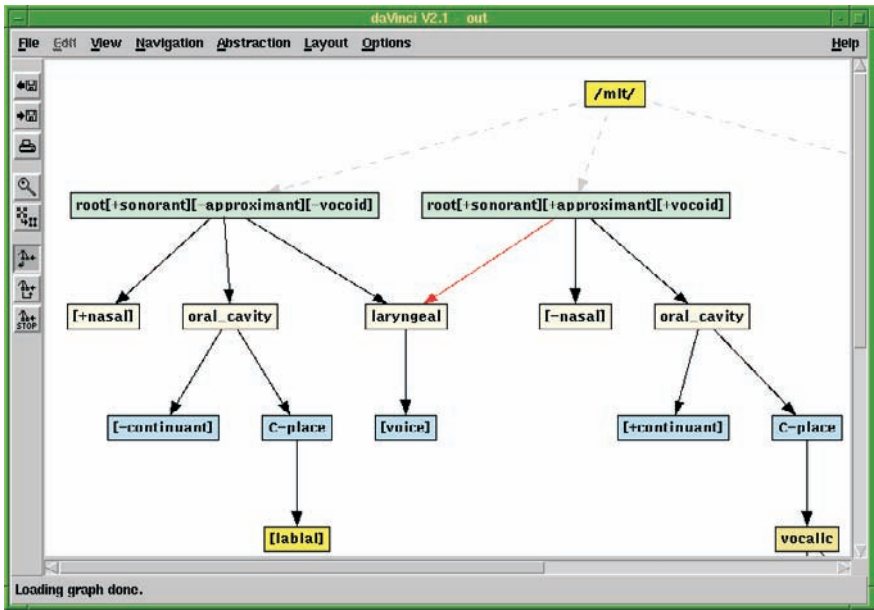 daVinci V2.1 - out
File Edit View Navigation Abstraction Layout Options Help
/mit/
root[+sonorant][-approximant][-vocoid] root[+sonorant][+approximant][+vocoid]
[+nasal] oral_cavity laryngeal [-nasal] oral_cavity
[-continuant] C-place [voice] [+continuant] C-place
[labial] vocalic
STOP
Loading graph done.